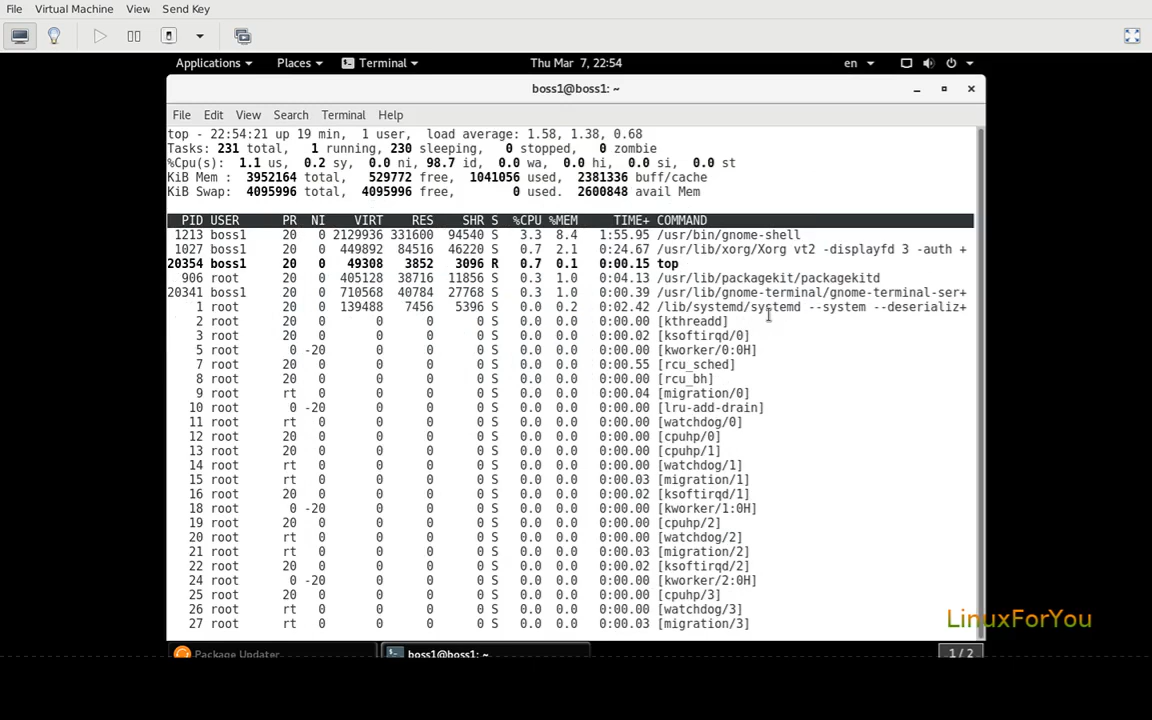 File Virtual Machine View Send Key
Applications Places Terminal Thu Mar 7, 22:54 en
boss1@boss1: ~
File Edit View Search Terminal Help
top - 22:54:21 up 19 min, 1 user, load average: 1.58, 1.38, 0.68
Tasks: 231 total, 1 running, 230 sleeping, 0 stopped, 0 zombie
%Cpu(s): 1.1 us, 0.2 sy, 0.0 ni, 98.7 id, 0.0 wa, 0.0 hi, 0.0 si, 0.0 st
KiB Mem : 3952164 total, 529772 free, 1041056 used, 2381336 buff/cache
KiB Swap: 4095996 total, 4095996 free, 0 used. 2600848 avail Mem
PID USER PR NI VIRT RES SHR S %CPU %MEM TIME+ COMMAND
1213 boss1 20 0 2129936 331600 94540 S 3.3 8.4 1:55.95 /usr/bin/gnome-shell
1027 boss1 20 0 449892 84516 46220 S 0.7 2.1 0:24.67 /usr/lib/xorg/Xorg vt2 -displayfd 3 -auth +
20354 boss1 20 0 49308 3852 3096 R 0.7 0.1 0:00.15 top
906 root 20 0 405128 38716 11856 S 0.3 1.0 0:04.13 /usr/lib/packagekit/packagekitd
20341 boss1 20 0 710568 40784 27768 S 0.3 1.0 0:00.39 /usr/lib/gnome-terminal/gnome-terminal-ser+
1 root 20 0 139488 7456 5396 S 0.0 0.2 0:02.42 /lib/systemd/systemd --system --deserializ+
2 root 20 0 0 0 0 S 0.0 0.0 0:00.00 [kthreadd]
3 root 20 0 0 0 0 S 0.0 0.0 0:00.02 [ksoftirqd/0]
5 root 0 -20 0 0 0 S 0.0 0.0 0:00.00 [kworker/0:0H]
7 root 20 0 0 0 0 S 0.0 0.0 0:00.55 [rcu_sched]
8 root 20 0 0 0 0 S 0.0 0.0 0:00.00 [rcu_bh]
9 root rt 0 0 0 0 S 0.0 0.0 0:00.04 [migration/0]
10 root 0 -20 0 0 0 S 0.0 0.0 0:00.00 [lru-add-drain]
11 root rt 0 0 0 0 S 0.0 0.0 0:00.00 [watchdog/0]
12 root 20 0 0 0 0 S 0.0 0.0 0:00.00 [cpuhp/0]
13 root 20 0 0 0 0 S 0.0 0.0 0:00.00 [cpuhp/1]
14 root rt 0 0 0 0 S 0.0 0.0 0:00.00 [watchdog/1]
15 root rt 0 0 0 0 S 0.0 0.0 0:00.03 [migration/1]
16 root 20 0 0 0 0 S 0.0 0.0 0:00.02 [ksoftirqd/1]
18 root 0 -20 0 0 0 S 0.0 0.0 0:00.00 [kworker/1:0H]
19 root 20 0 0 0 0 S 0.0 0.0 0:00.00 [cpuhp/2]
20 root rt 0 0 0 0 S 0.0 0.0 0:00.00 [watchdog/2]
21 root rt 0 0 0 0 S 0.0 0.0 0:00.03 [migration/2]
22 root 20 0 0 0 0 S 0.0 0.0 0:00.02 [ksoftirqd/2]
24 root 0 -20 0 0 0 S 0.0 0.0 0:00.00 [kworker/2:0H]
25 root 20 0 0 0 0 S 0.0 0.0 0:00.00 [cpuhp/3]
26 root rt 0 0 0 0 S 0.0 0.0 0:00.00 [watchdog/3]
27 root rt 0 0 0 0 S 0.0 0.0 0:00.03 [migration/3]
LinuxForYou
Package Updater boss1@boss1: ~ 1 / 2